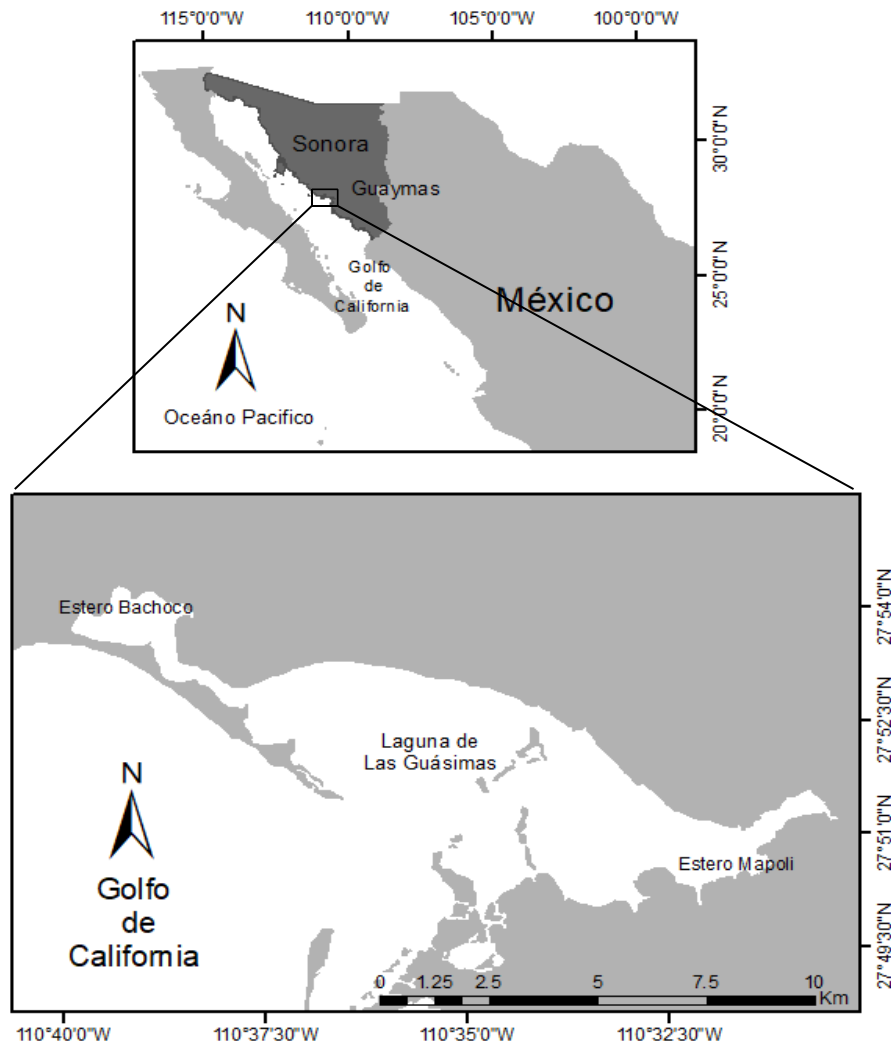 115°0'0"W
110°0'0"W
105°0'0"W
100°0'0"W
Sonora
Guaymas
Golfo
de
California
México
N
Oceáno Pacifico
30°0'0"N
25°0'0"N
20°0'0"N
Estero Bachoco
Laguna de
Las Guásimas
Estero Mapoli
N
Golfo
de
California
27°54'0"N
27°52'30"N
27°51'0"N
27°49'30"N
0 1.25 2.5 5 7.5 10
Km
110°40'0"W
110°37'30"W
110°35'0"W
110°32'30"W